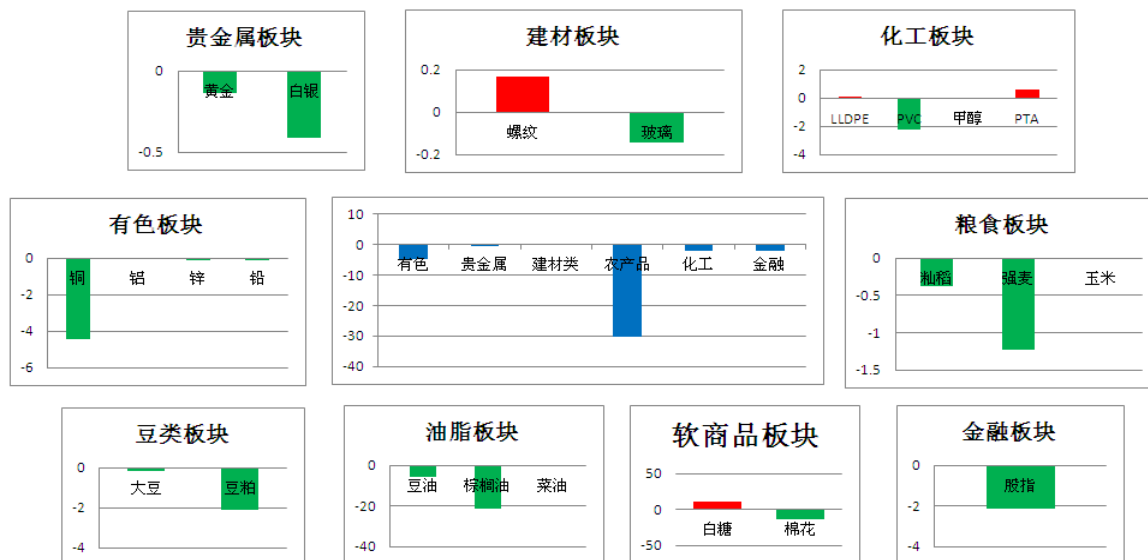 贵金属板块
0
-0.5
黄金
白银
建材板块
0.2
0
-0.2
螺纹
玻璃
化工板块
2
0
-2
-4
LLDPE
PVC
甲醇
PTA
有色板块
0
-2
-4
-6
铜
铝
锌
铅
10
0
-10
-20
-30
-40
有色
贵金属
建材类
农产品
化工
金融
粮食板块
0
-0.5
-1
-1.5
籼稻
强麦
玉米
豆类板块
0
-2
-4
大豆
豆粕
油脂板块
0
-20
-40
豆油
棕榈油
菜油
软商品板块
50
0
-50
白糖
棉花
金融板块
0
-2
-4
股指